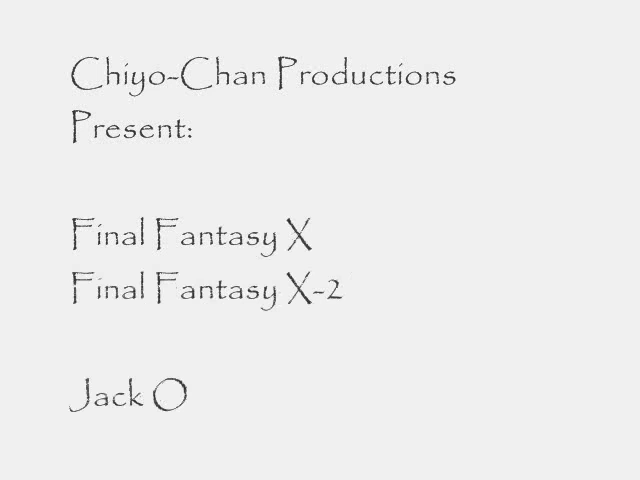 Chiyo-Chan Productions
Present:
Final Fantasy X
Final Fantasy X-2
Jack O